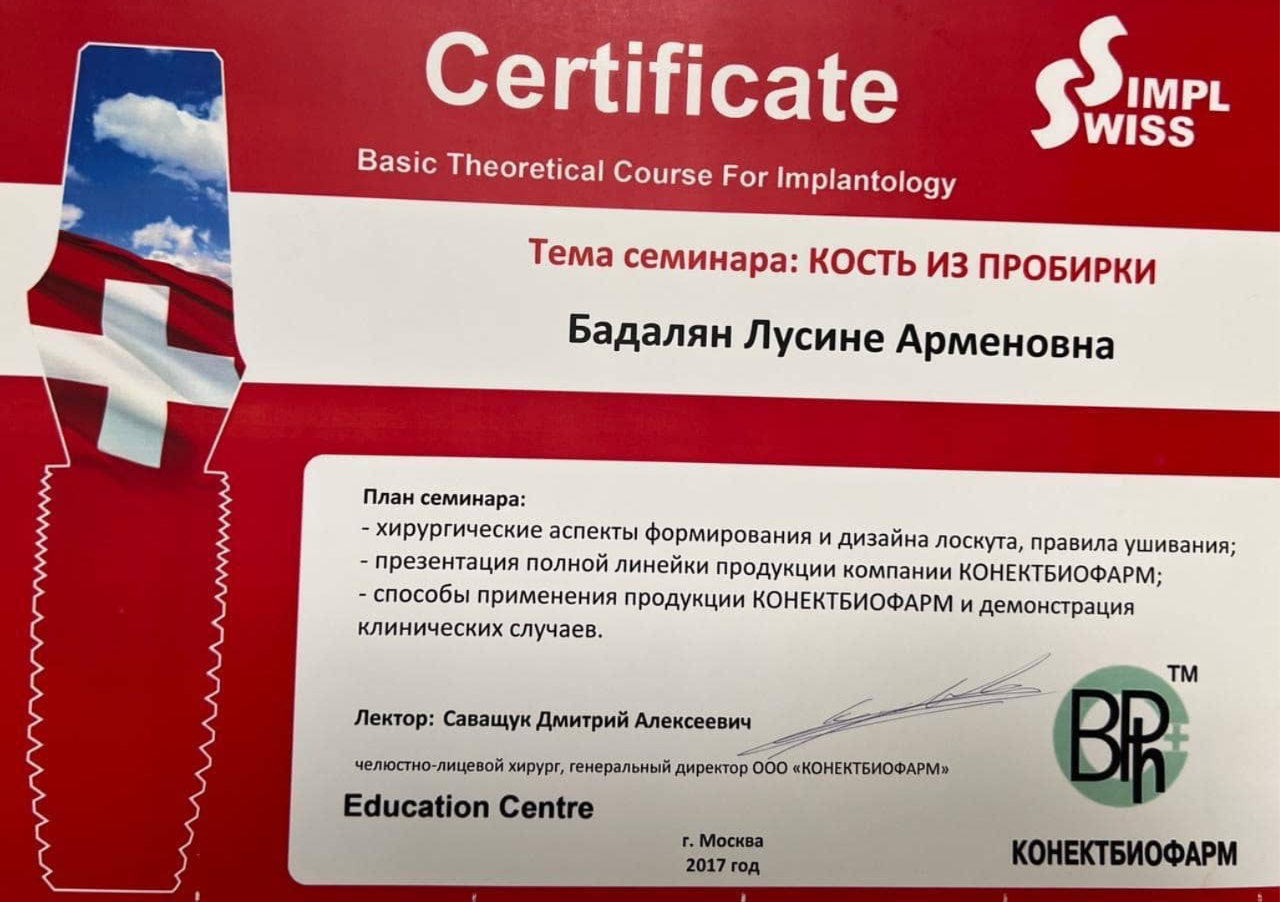 Certificate
SIMPL
SWISS
Basic Theoretical Course For Implantology
Тема семинара: КОСТЬ ИЗ ПРОБИРКИ
Бадалян Лусине Арменовна
План семинара:
- хирургические аспекты формирования и дизайна лоскута, правила ушивания;
- презентация полной линейки продукции компании КОНЕКТБИОФАРМ;
- способы применения продукции КОНЕКТБИОФАРМ и демонстрация
клинических случаев.
Лектор: Саващук Дмитрий Алексеевич
челюстно-лицевой хирург, генеральный директор ООО «КОНЕКТБИОФАРМ»
Education Centre
г. Москва
2017 год
BPh+ TM
КОНЕКТБИОФАРМ